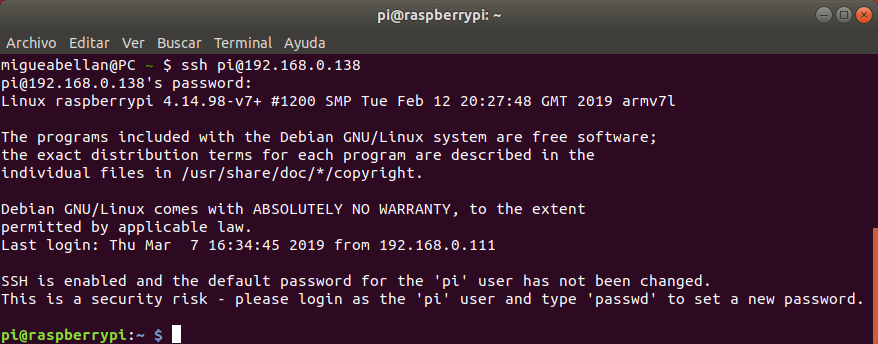 pi@raspberrypi: ~
Archivo Editar Ver Buscar Terminal Ayuda
migueabellan@PC ~ $ ssh pi@192.168.0.138
pi@192.168.0.138's password:
Linux raspberrypi 4.14.98-v7+ #1200 SMP Tue Feb 12 20:27:48 GMT 2019 armv7l
The programs included with the Debian GNU/Linux system are free software;
the exact distribution terms for each program are described in the
individual files in /usr/share/doc/*/copyright.
Debian GNU/Linux comes with ABSOLUTELY NO WARRANTY, to the extent
permitted by applicable law.
Last login: Thu Mar  7 16:34:45 2019 from 192.168.0.111
SSH is enabled and the default password for the 'pi' user has not been changed.
This is a security risk - please login as the 'pi' user and type 'passwd' to set a new password.
pi@raspberrypi:~ $